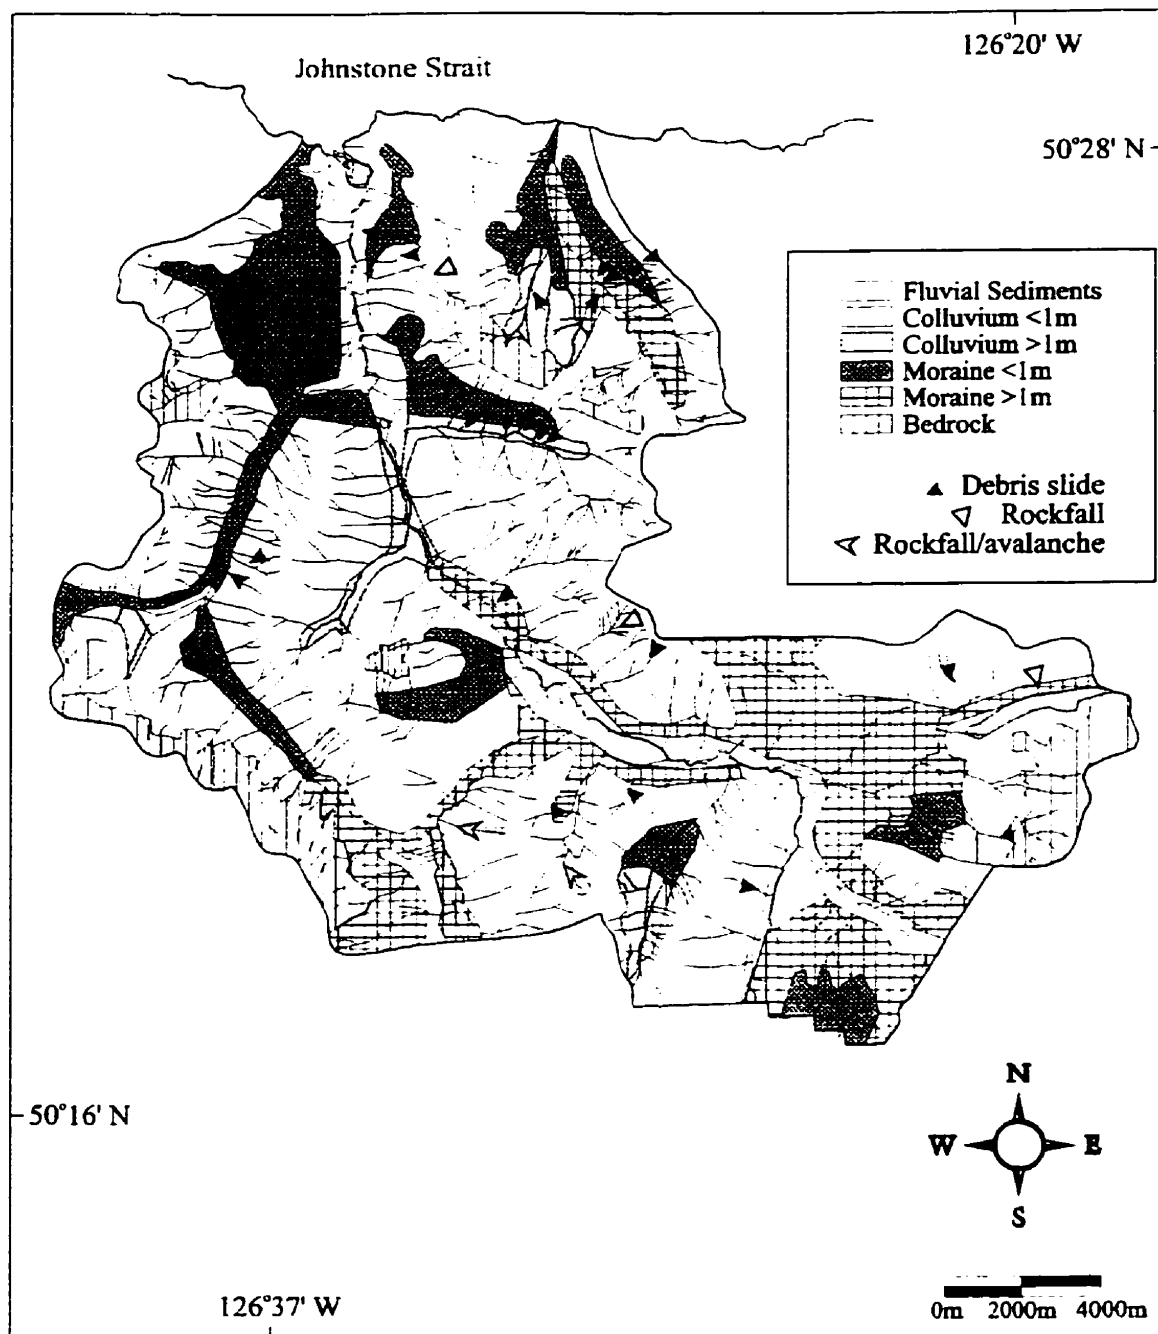 126°20' W
Johnstone Strait
50°28' N
Fluvial Sediments
Colluvium <1m
Colluvium >1m
Moraine <1m
Moraine >1m
Bedrock
Debris slide
Rockfall
Rockfall/avalanche
50°16' N
N
W E
S
126°37' W
0m 2000m 4000m